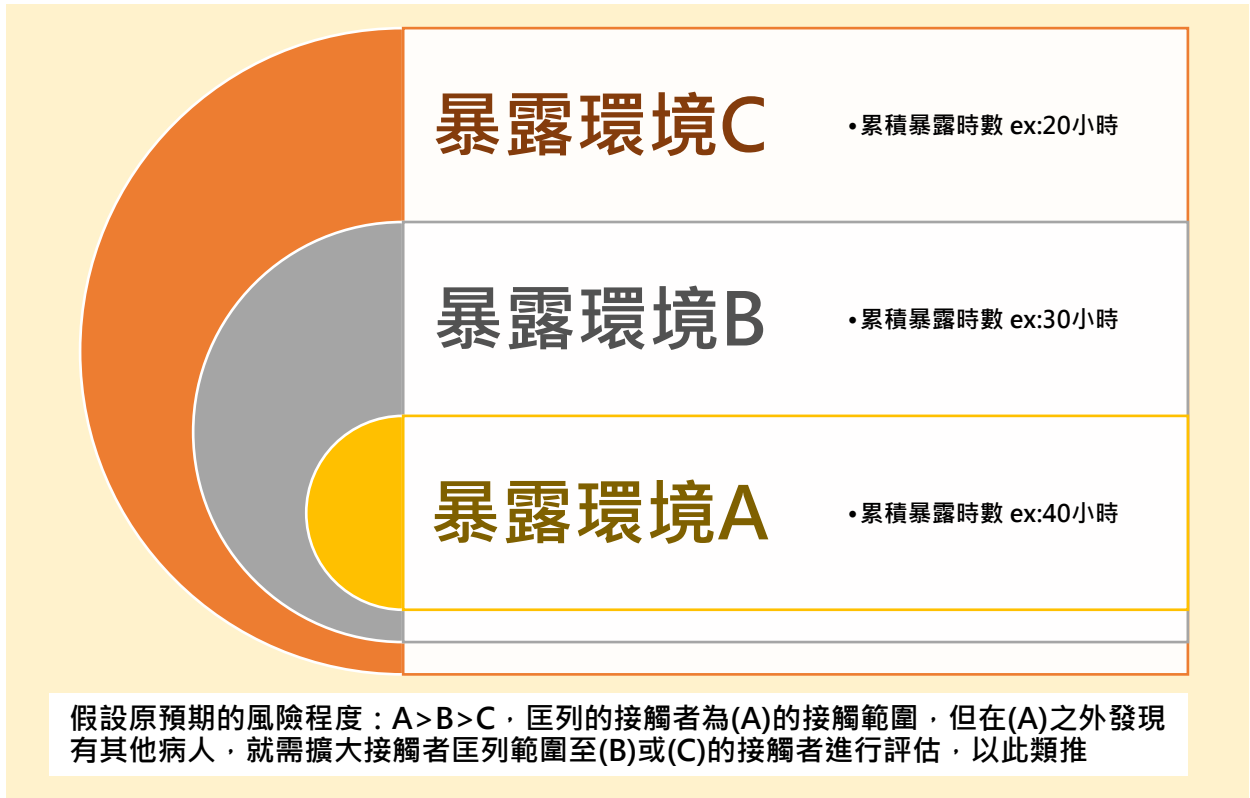 暴露環境C
•累積暴露時數 ex:20小時
暴露環境B
•累積暴露時數 ex:30小時
暴露環境A
•累積暴露時數 ex:40小時
假設原預期的風險程度：A>B>C，匡列的接觸者為(A)的接觸範圍，但在(A)之外發現
有其他病人，就需擴大接觸者匡列範圍至(B)或(C)的接觸者進行評估，以此類推